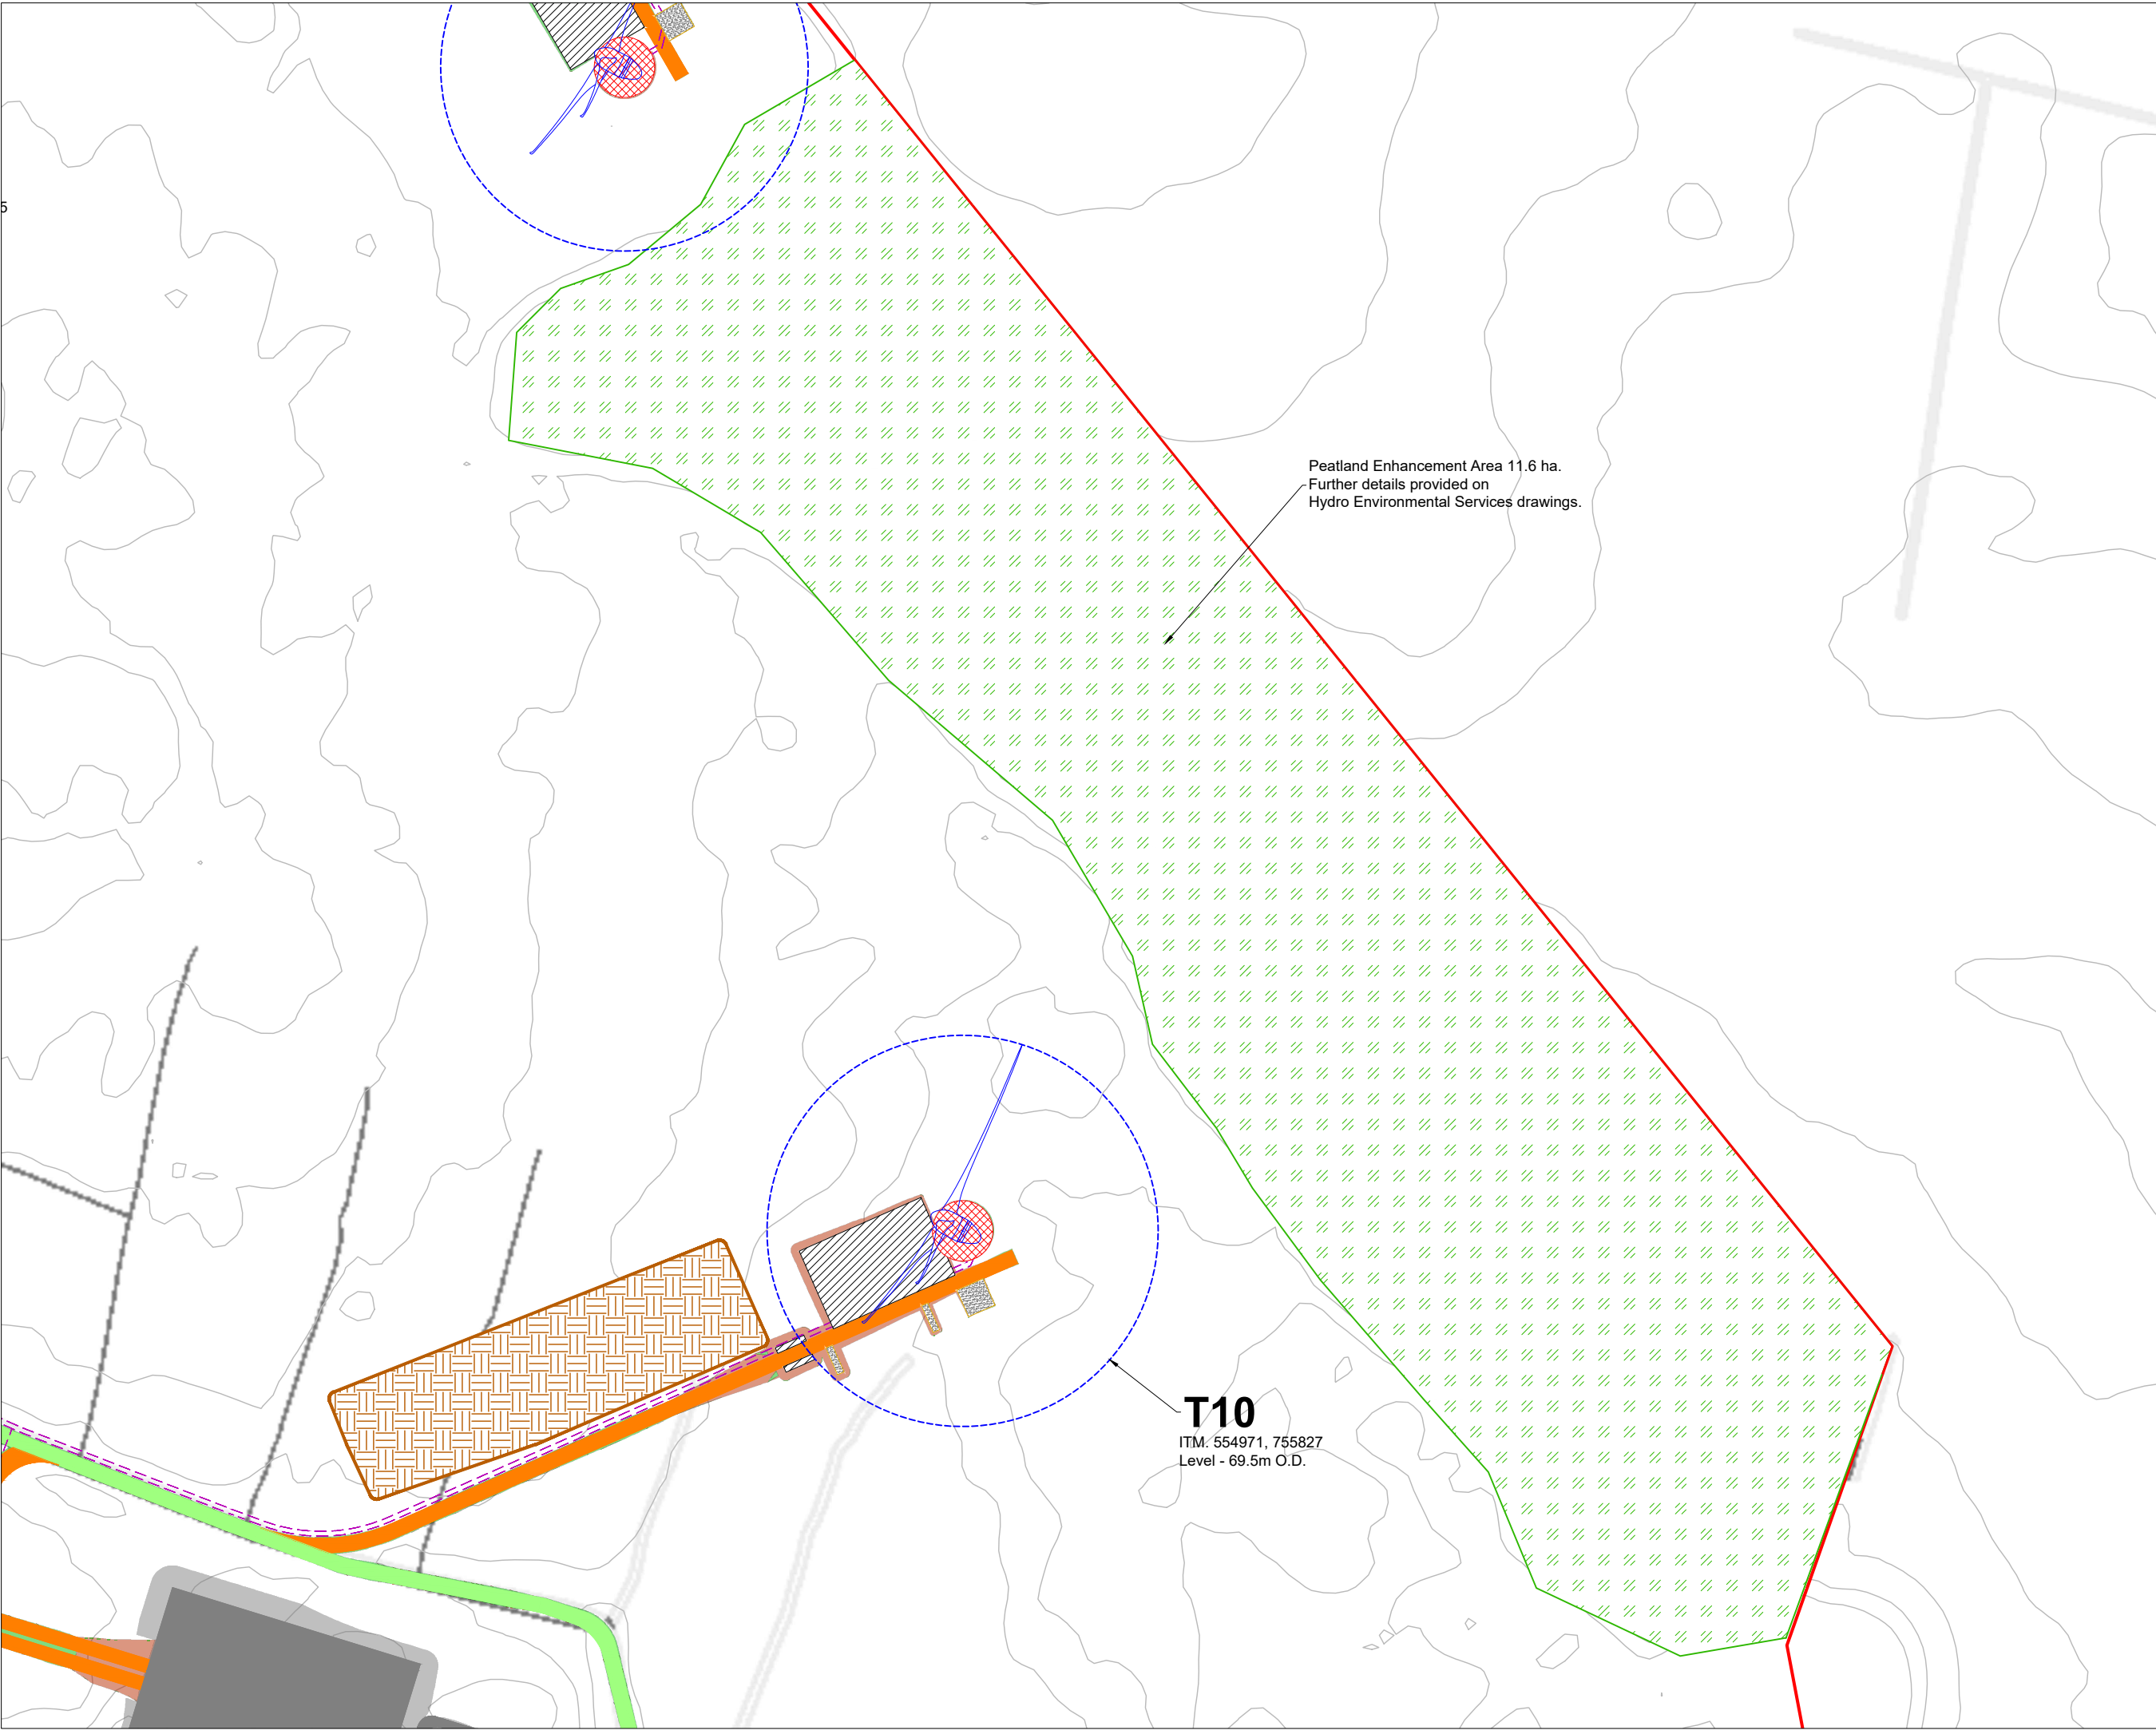 5
Peatland Enhancement Area 11.6 ha.
Further details provided on
Hydro Environmental Services drawings.
T10
ITM. 554971, 755827
Level - 69.5m O.D.